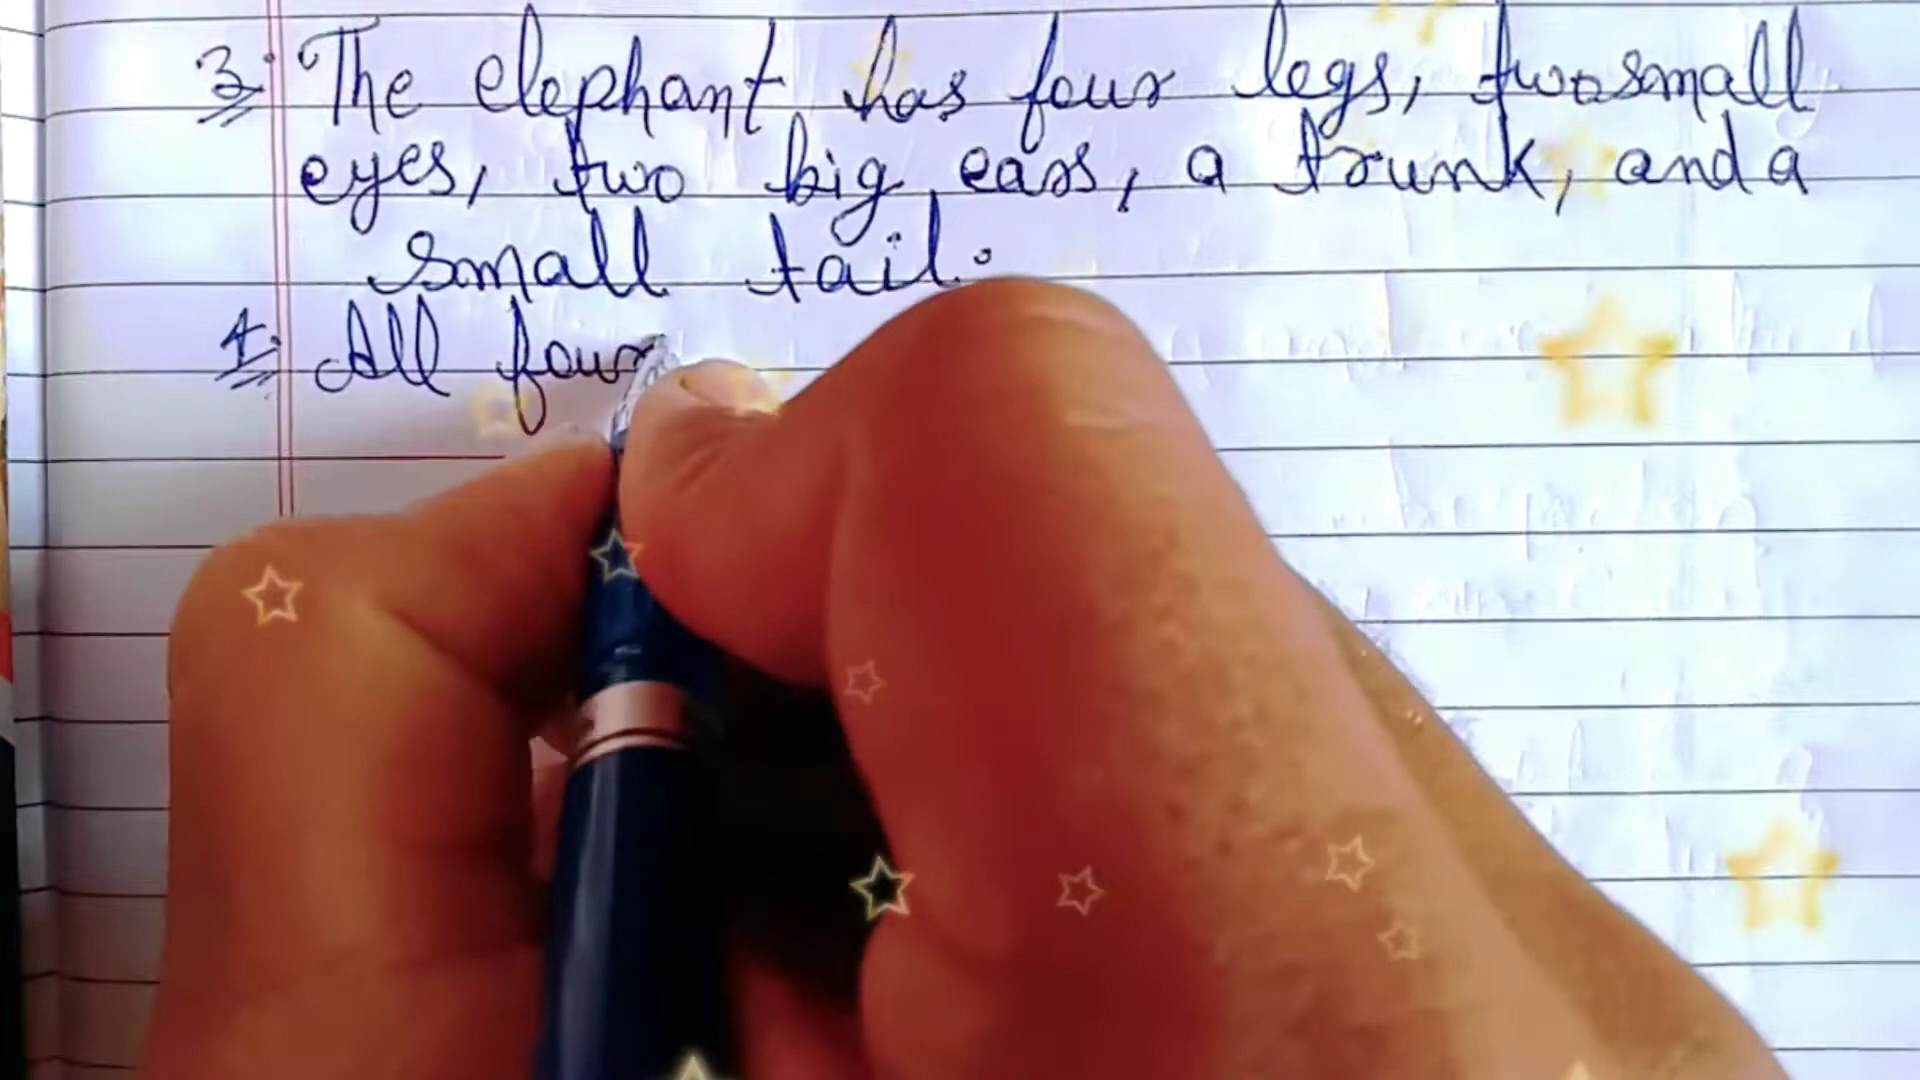 3. The elephant has four legs, two small
eyes, two big ears, a trunk, and a
small tail.
4. All four